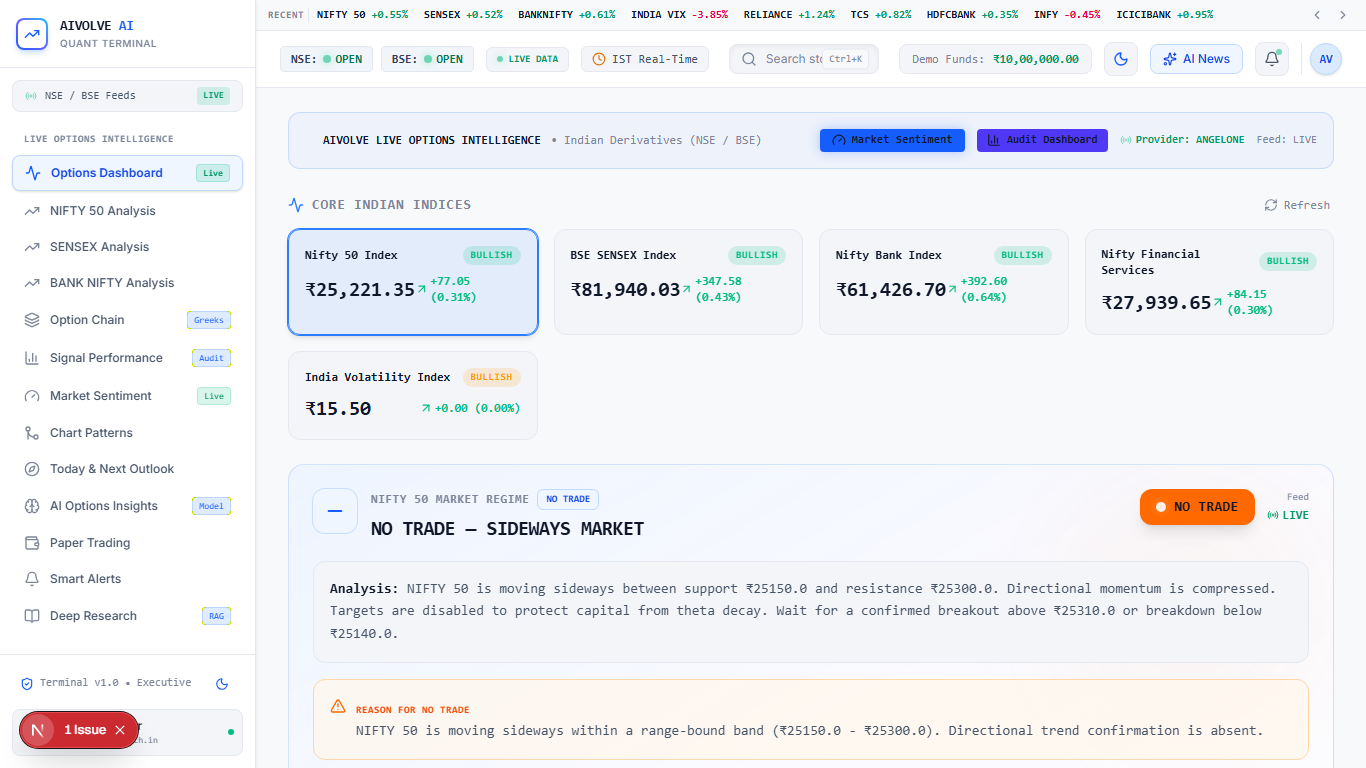 AIVOLVE AI
QUANT TERMINAL
NSE / BSE Feeds LIVE
LIVE OPTIONS INTELLIGENCE
Options Dashboard Live
NIFTY 50 Analysis
SENSEX Analysis
BANK NIFTY Analysis
Option Chain Greeks
Signal Performance Audit
Market Sentiment Live
Chart Patterns
Today & Next Outlook
AI Options Insights Model
Paper Trading
Smart Alerts
Deep Research RAG
Terminal v1.0 • Executive
N 1 Issue
RECENT NIFTY 50 +0.55% SENSEX +0.52% BANKNIFTY +0.61% INDIA VIX -3.85% RELIANCE +1.24% TCS +0.82% HDFCBANK +0.35% INFY -0.45% ICICIBANK +0.95%
NSE: OPEN BSE: OPEN LIVE DATA IST Real-Time Search sto Ctrl+K Demo Funds: ₹10,00,000.00 AI News AV
AIVOLVE LIVE OPTIONS INTELLIGENCE • Indian Derivatives (NSE / BSE) Market Sentiment Audit Dashboard Provider: ANGELONE Feed: LIVE
CORE INDIAN INDICES Refresh
Nifty 50 Index BULLISH
₹25,221.35 +77.05 (0.31%)
BSE SENSEX Index BULLISH
₹81,940.03 +347.58 (0.43%)
Nifty Bank Index BULLISH
₹61,426.70 +392.60 (0.64%)
Nifty Financial Services BULLISH
₹27,939.65 +84.15 (0.30%)
India Volatility Index BULLISH
₹15.50 +0.00 (0.00%)
NIFTY 50 MARKET REGIME NO TRADE
NO TRADE — SIDEWAYS MARKET
NO TRADE
Feed
LIVE
Analysis: NIFTY 50 is moving sideways between support ₹25150.0 and resistance ₹25300.0. Directional momentum is compressed.
Targets are disabled to protect capital from theta decay. Wait for a confirmed breakout above ₹25310.0 or breakdown below
₹25140.0.
REASON FOR NO TRADE
NIFTY 50 is moving sideways within a range-bound band (₹25150.0 - ₹25300.0). Directional trend confirmation is absent.